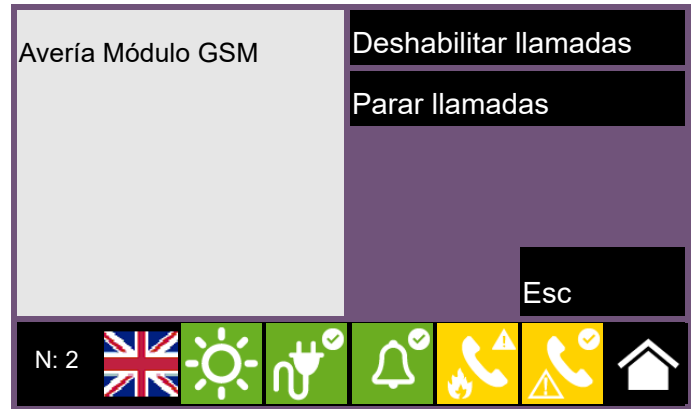 Avería Módulo GSM
Deshabilitar llamadas
Parar llamadas
Esc
N: 2